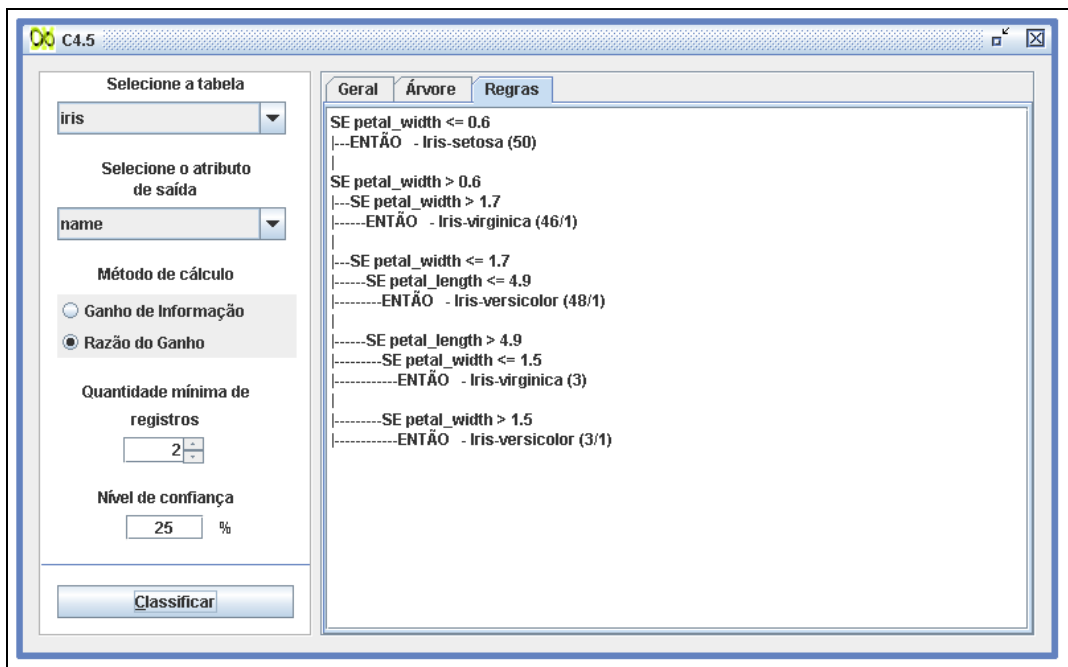 C4.5
Selecione a tabela
iris
Selecione o atributo
de saída
name
Método de cálculo
Ganho de Informação
Razão do Ganho
Quantidade mínima de
registros
2
Nível de confiança
25 %
Classificar
Geral Árvore Regras
SE petal_width <= 0.6
|---ENTÃO - Iris-setosa (50)
|
SE petal_width > 0.6
|---SE petal_width > 1.7
|------ENTÃO - Iris-virginica (46/1)
|
|---SE petal_width <= 1.7
|------SE petal_length <= 4.9
|---------ENTÃO - Iris-versicolor (48/1)
|
|------SE petal_length > 4.9
|---------SE petal_width <= 1.5
|------------ENTÃO - Iris-virginica (3)
|
|---------SE petal_width > 1.5
|------------ENTÃO - Iris-versicolor (3/1)